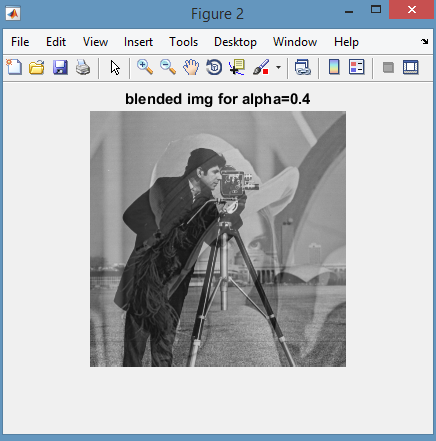 Figure 2
File Edit View Insert Tools Desktop Window Help
blended img for alpha=0.4